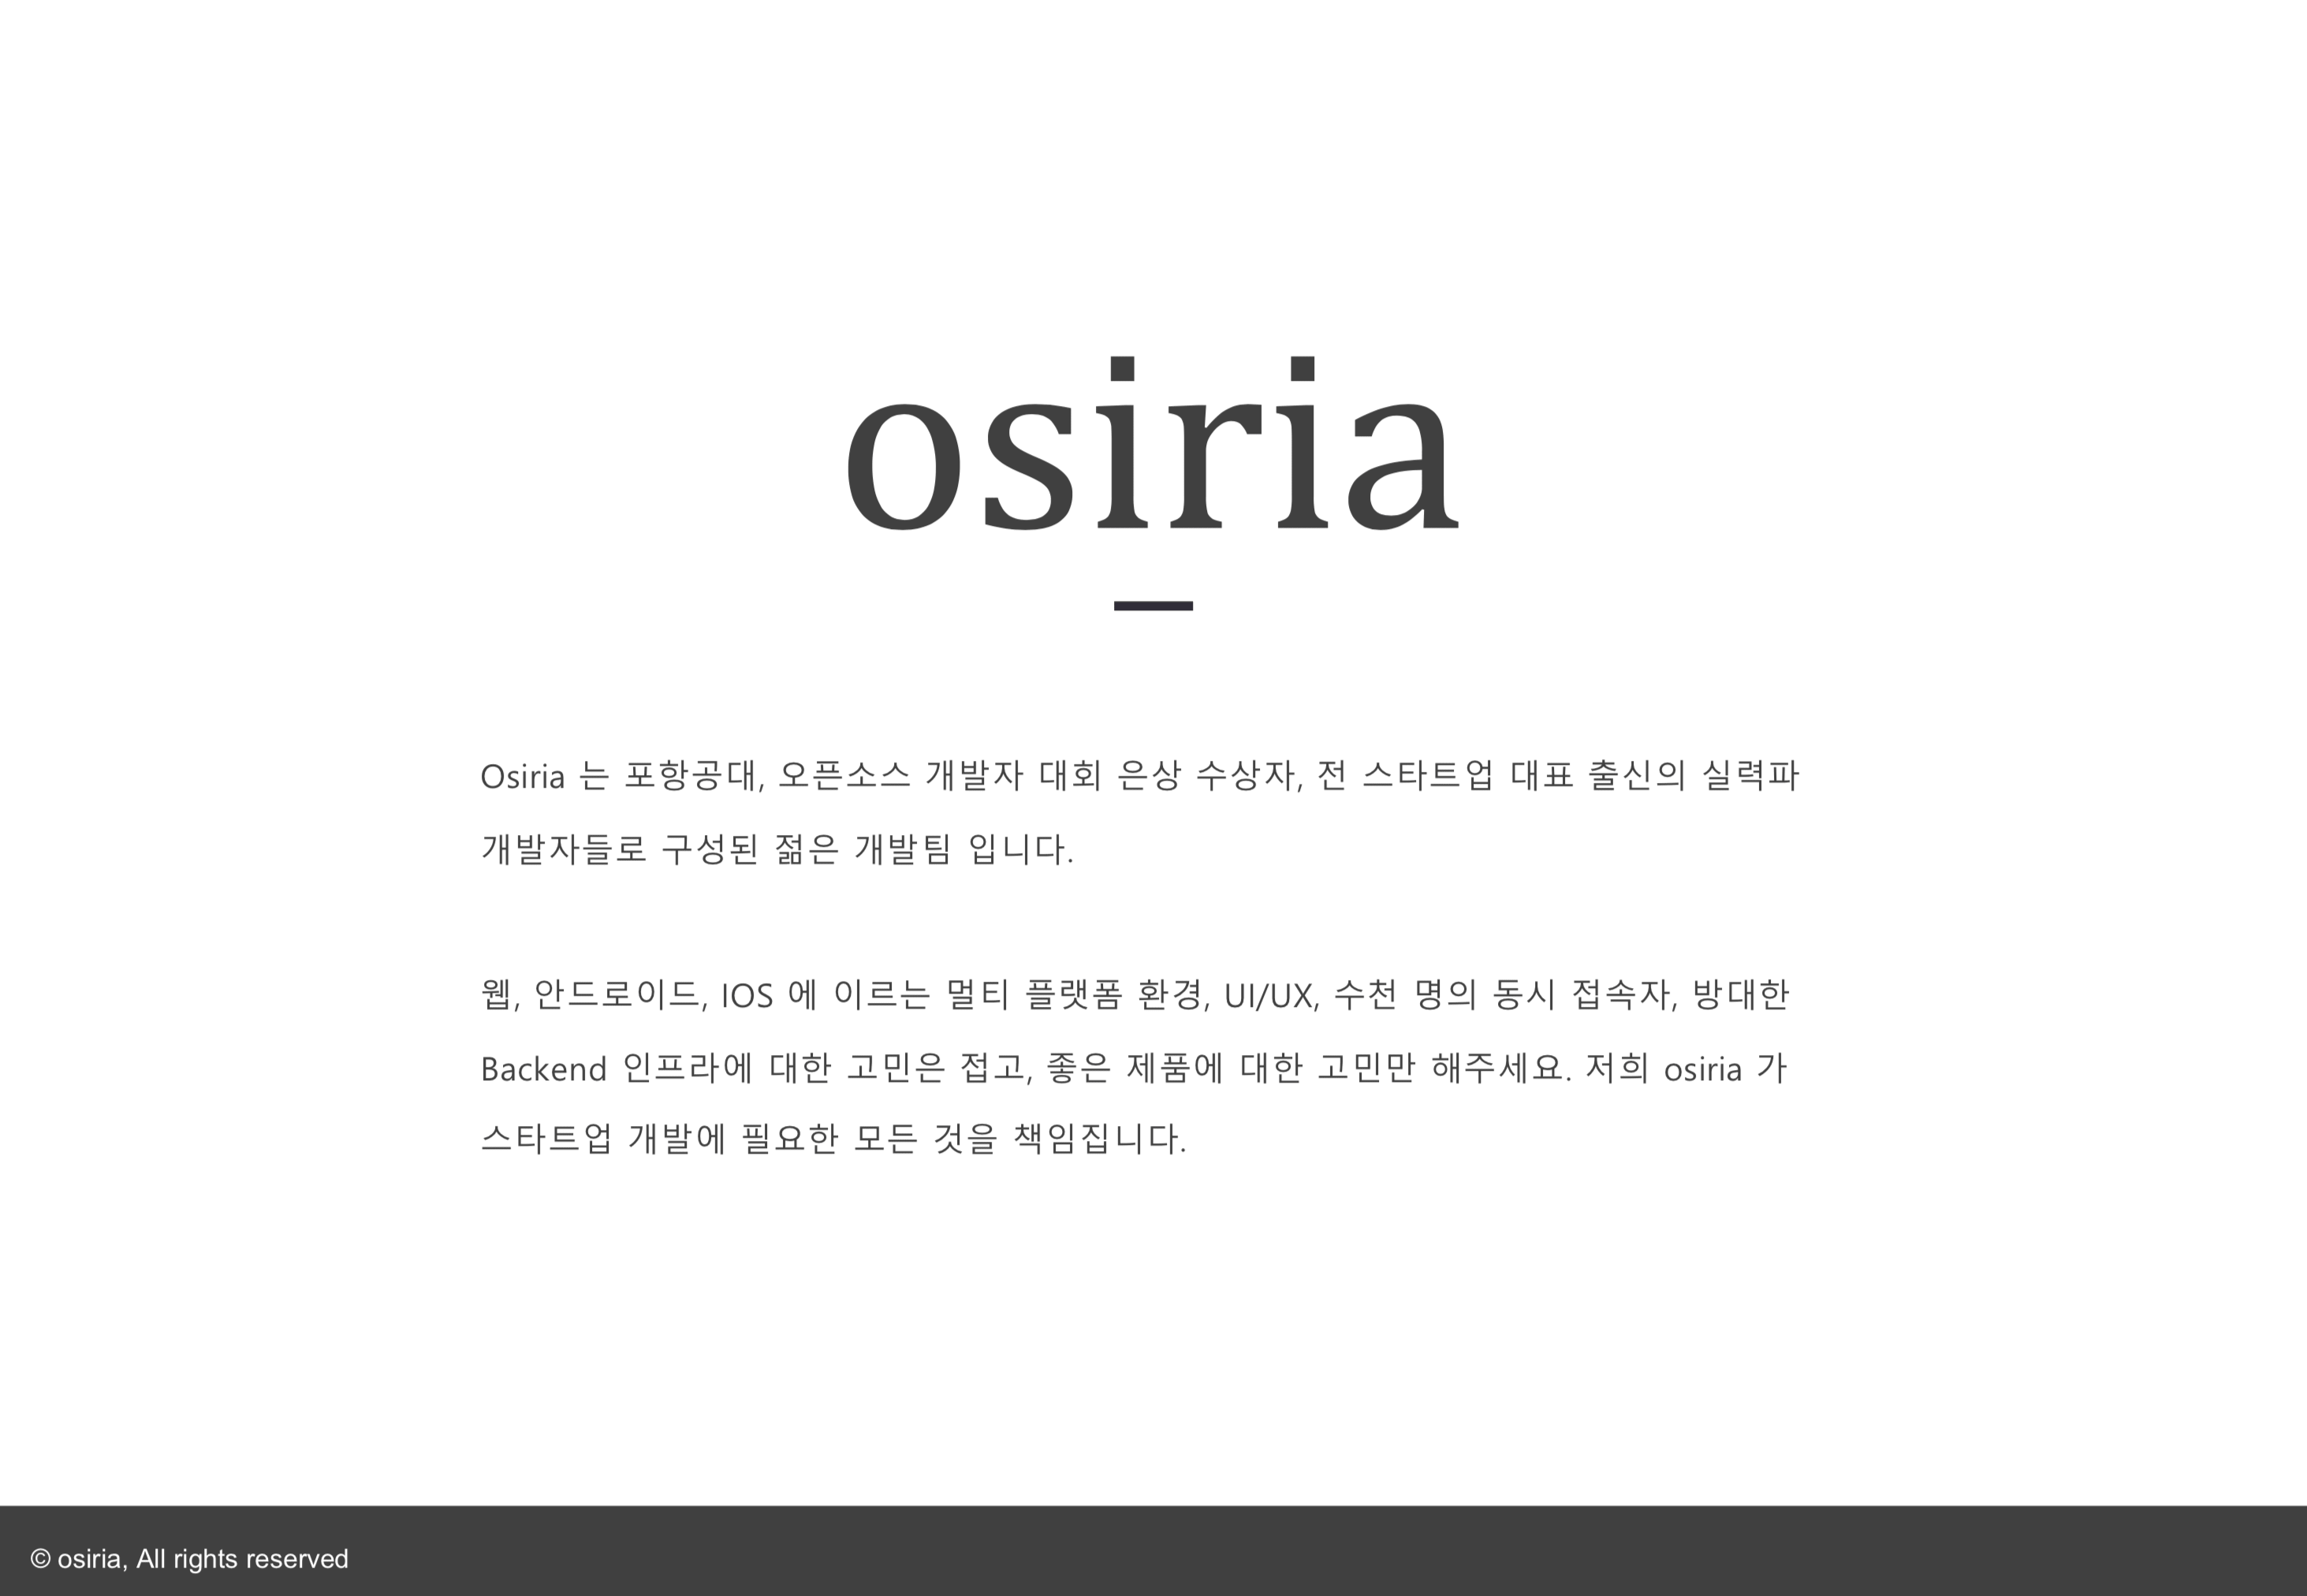 osiria
Osiria 는 포항공대, 오픈소스 개발자 대회 은상 수상자, 전 스타트업 대표 출신의 실력파
개발자들로 구성된 젊은 개발팀 입니다.
웹, 안드로이드, IOS 에 이르는 멀티 플랫폼 환경, UI/UX, 수천 명의 동시 접속자, 방대한
Backend 인프라에 대한 고민은 접고, 좋은 제품에 대한 고민만 해주세요. 저희 osiria 가
스타트업 개발에 필요한 모든 것을 책임집니다.
© osiria, All rights reserved